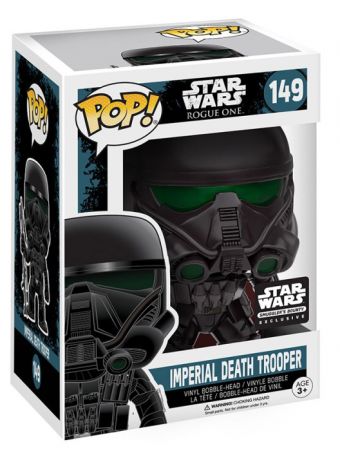 POP!
STAR
WARS
ROGUE ONE
149
STAR
WARS
SMUGGLER'S BOUNTY
EXCLUSIVE
IMPERIAL DEATH TROOPER
VINYL BOBBLE-HEAD / VINYLE BOBBLE
LA TÊTE / BOBBLE-HEAD DE VINIL
AGE
3+
149